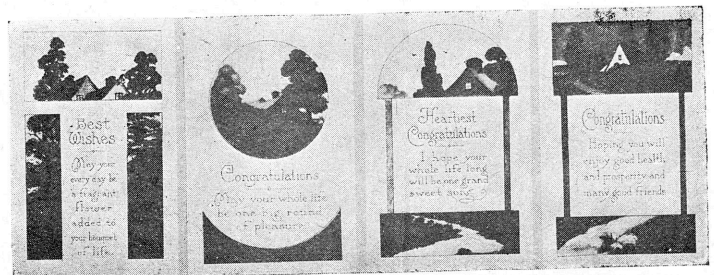 Best
Wishes
May your
every day be
a fragrant
flower
added to
your bouquet
of life.
Congratulations
May your whole life
be one big round
of pleasure
Heartiest
Congratulations
I hope your
whole life long
will be one grand
sweet song
Congratulations
Hoping you will
enjoy good health,
and prosperity and
many good friends